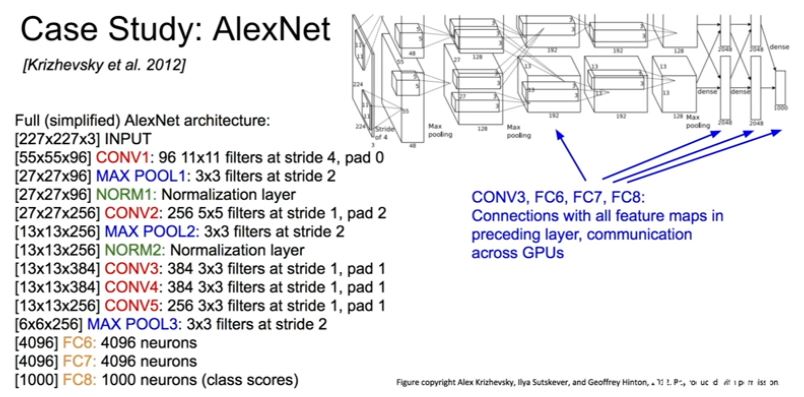 Case Study: AlexNet
[Krizhevsky et al. 2012]
Full (simplified) AlexNet architecture:
[227x227x3] INPUT
[55x55x96] CONV1: 96 11x11 filters at stride 4, pad 0
[27x27x96] MAX POOL1: 3x3 filters at stride 2
[27x27x96] NORM1: Normalization layer
[27x27x256] CONV2: 256 5x5 filters at stride 1, pad 2
[13x13x256] MAX POOL2: 3x3 filters at stride 2
[13x13x256] NORM2: Normalization layer
[13x13x384] CONV3: 384 3x3 filters at stride 1, pad 1
[13x13x384] CONV4: 384 3x3 filters at stride 1, pad 1
[13x13x256] CONV5: 256 3x3 filters at stride 1, pad 1
[6x6x256] MAX POOL3: 3x3 filters at stride 2
[4096] FC6: 4096 neurons
[4096] FC7: 4096 neurons
[1000] FC8: 1000 neurons (class scores)
11
5
48
55
27
128
192
192
128
2048
2048
dense
13
13
13
dense
dense
1000
224
55
27
128
Max
pooling
Max
pooling
192
192
128
Max
pooling
2048
2048
224
Stride
of 4
3
48
CONV3, FC6, FC7, FC8:
Connections with all feature maps in
preceding layer, communication
across GPUs
Figure copyright Alex Krizhevsky, Ilya Sutskever, and Geoffrey Hinton,